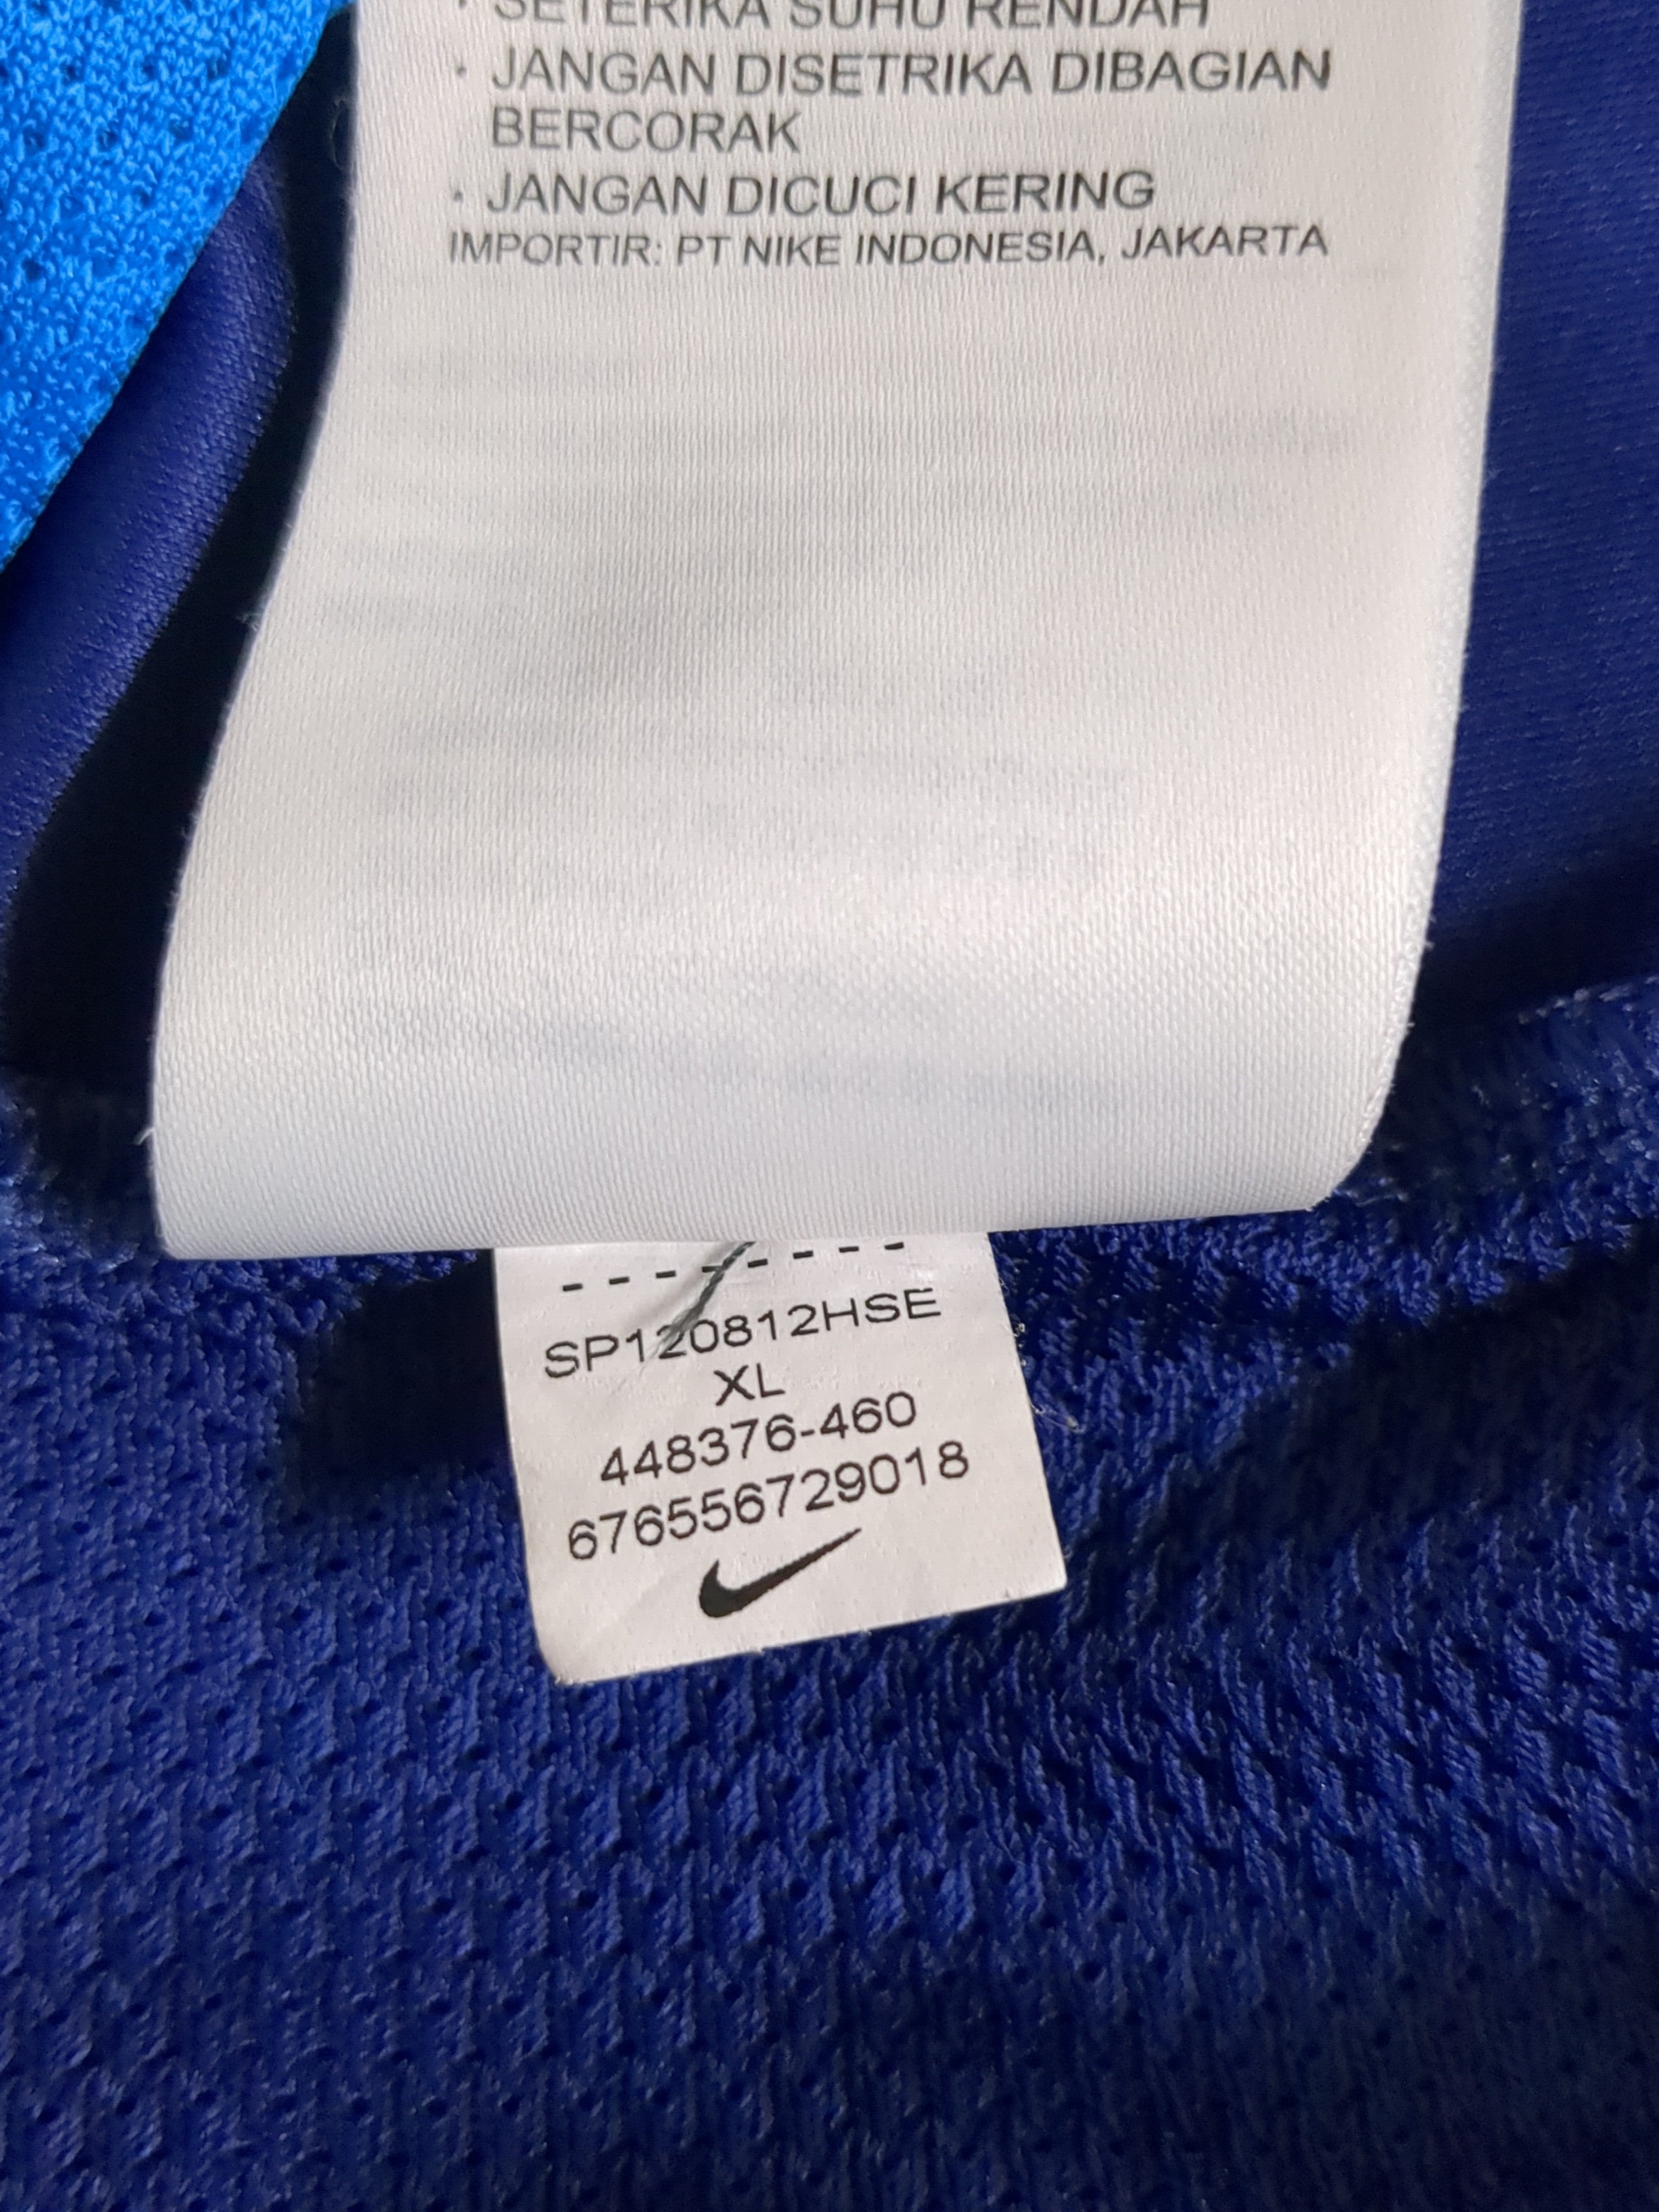 · SETERIKA SUHU RENDAH
· JANGAN DISETRIKA DIBAGIAN
BERCORAK
· JANGAN DICUCI KERING
IMPORTIR: PT NIKE INDONESIA, JAKARTA
SP120812HSE
XL
448376-460
676556729018